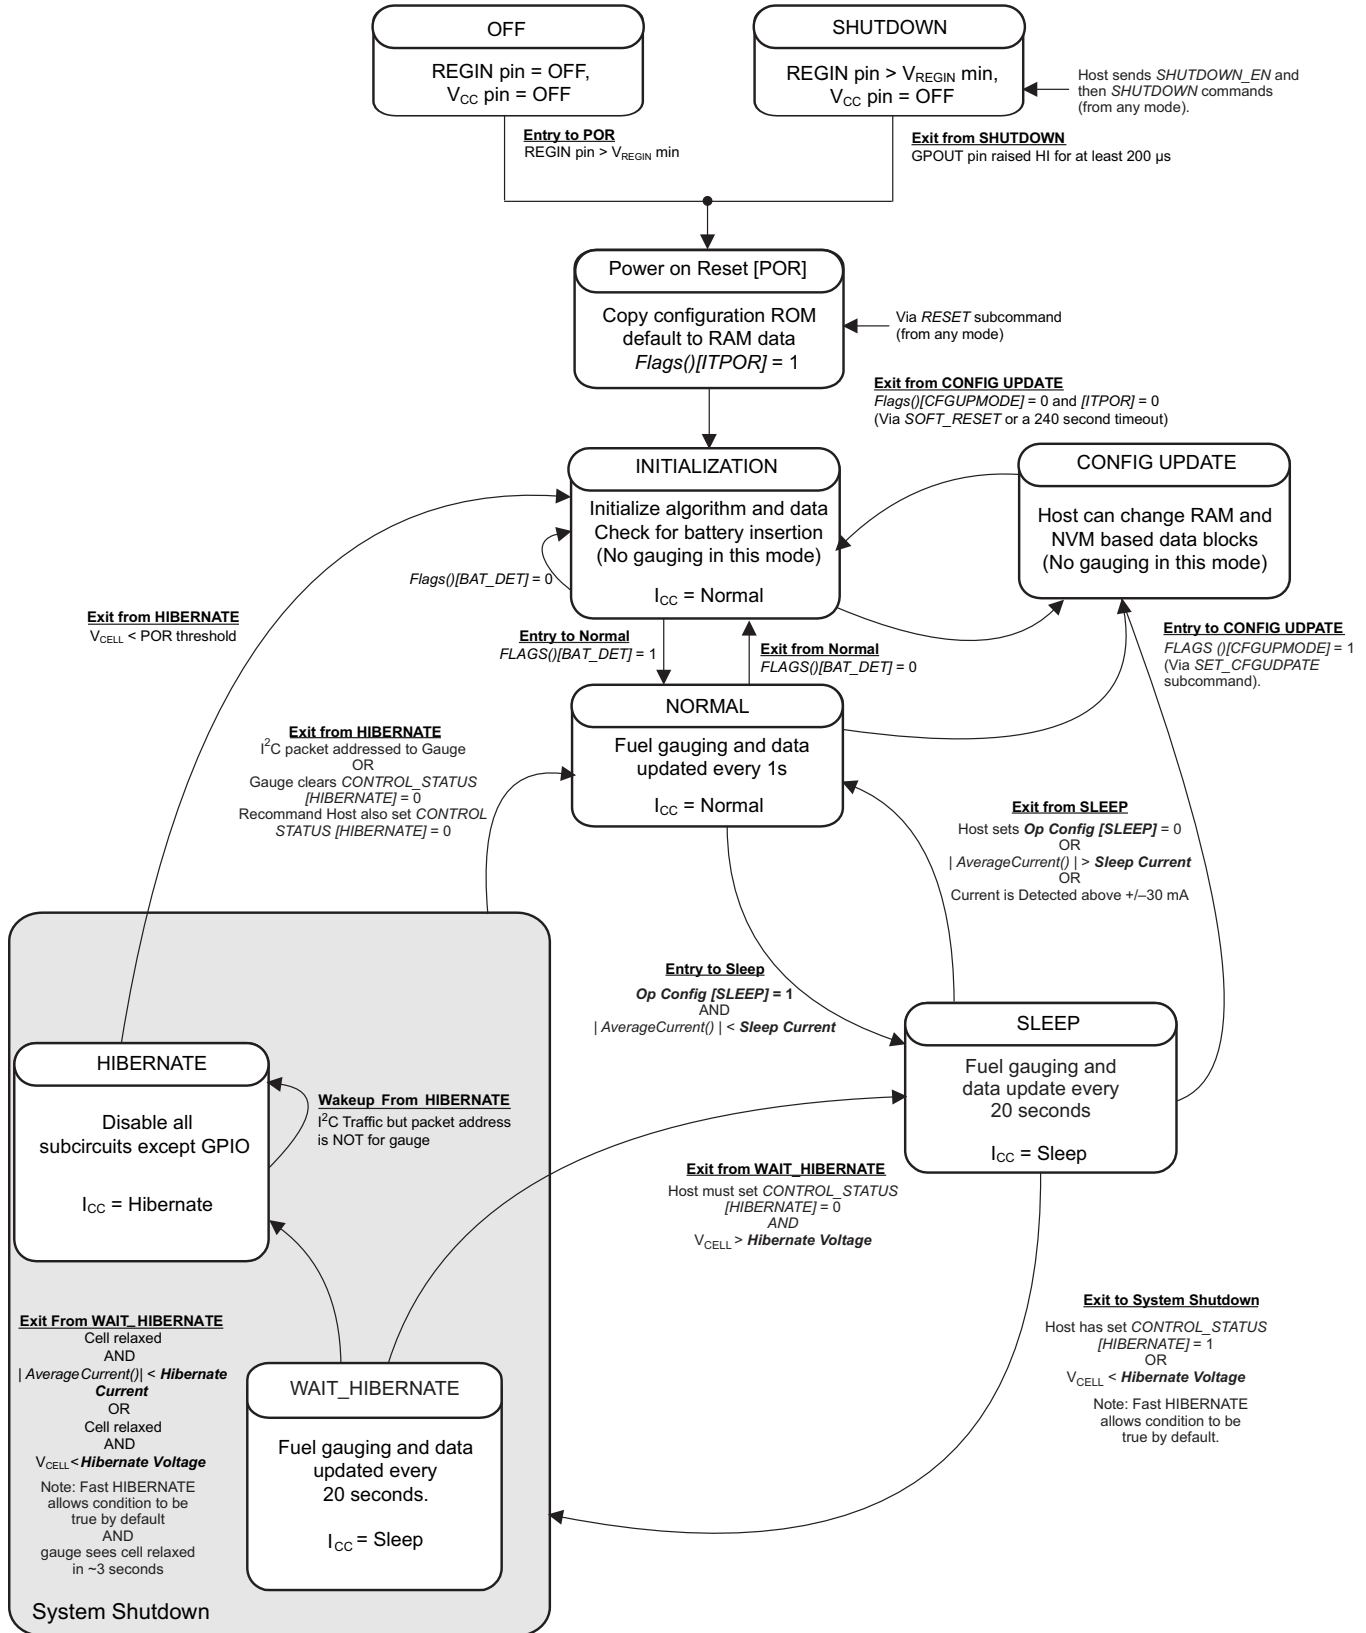 OFF
REGIN pin = OFF,
VCC pin = OFF
SHUTDOWN
REGIN pin > VREGIN min,
VCC pin = OFF
Host sends SHUTDOWN_EN and
then SHUTDOWN commands
(from any mode).
Entry to POR
REGIN pin > VREGIN min
Exit from SHUTDOWN
GPOUT pin raised HI for at least 200 µs
Power on Reset [POR]
Copy configuration ROM
default to RAM data
Flags()[ITPOR] = 1
Via RESET subcommand
(from any mode)
Exit from CONFIG UPDATE
Flags()[CFGUPMODE] = 0 and [ITPOR] = 0
(Via SOFT_RESET or a 240 second timeout)
INITIALIZATION
Initialize algorithm and data
Check for battery insertion
(No gauging in this mode)
ICC = Normal
CONFIG UPDATE
Host can change RAM and
NVM based data blocks
(No gauging in this mode)
Flags()[BAT_DET] = 0
Exit from HIBERNATE
VCELL < POR threshold
Entry to Normal
FLAGS()[BAT_DET] = 1
Exit from Normal
FLAGS()[BAT_DET] = 0
Entry to CONFIG UDPATE
FLAGS ()[CFGUPMODE] = 1
(Via SET_CFGUDPATE
subcommand).
NORMAL
Fuel gauging and data
updated every 1s
ICC = Normal
Exit from HIBERNATE
I2C packet addressed to Gauge
OR
Gauge clears CONTROL_STATUS
[HIBERNATE] = 0
Recommand Host also set CONTROL
STATUS [HIBERNATE] = 0
Exit from SLEEP
Host sets Op Config [SLEEP] = 0
OR
| AverageCurrent() | > Sleep Current
OR
Current is Detected above +/–30 mA
Entry to Sleep
Op Config [SLEEP] = 1
AND
| AverageCurrent() | < Sleep Current
SLEEP
Fuel gauging and
data update every
20 seconds
ICC = Sleep
HIBERNATE
Disable all
subcircuits except GPIO
ICC = Hibernate
Wakeup From HIBERNATE
I2C Traffic but packet address
is NOT for gauge
Exit from WAIT_HIBERNATE
Host must set CONTROL_STATUS
[HIBERNATE] = 0
AND
VCELL > Hibernate Voltage
Exit to System Shutdown
Host has set CONTROL_STATUS
[HIBERNATE] = 1
OR
VCELL < Hibernate Voltage
Note: Fast HIBERNATE
allows condition to be
true by default.
Exit From WAIT_HIBERNATE
Cell relaxed
AND
| AverageCurrent()| < Hibernate
Current
OR
Cell relaxed
AND
VCELL < Hibernate Voltage
Note: Fast HIBERNATE
allows condition to be
true by default
AND
gauge sees cell relaxed
in ~3 seconds
WAIT_HIBERNATE
Fuel gauging and data
updated every
20 seconds.
ICC = Sleep
System Shutdown